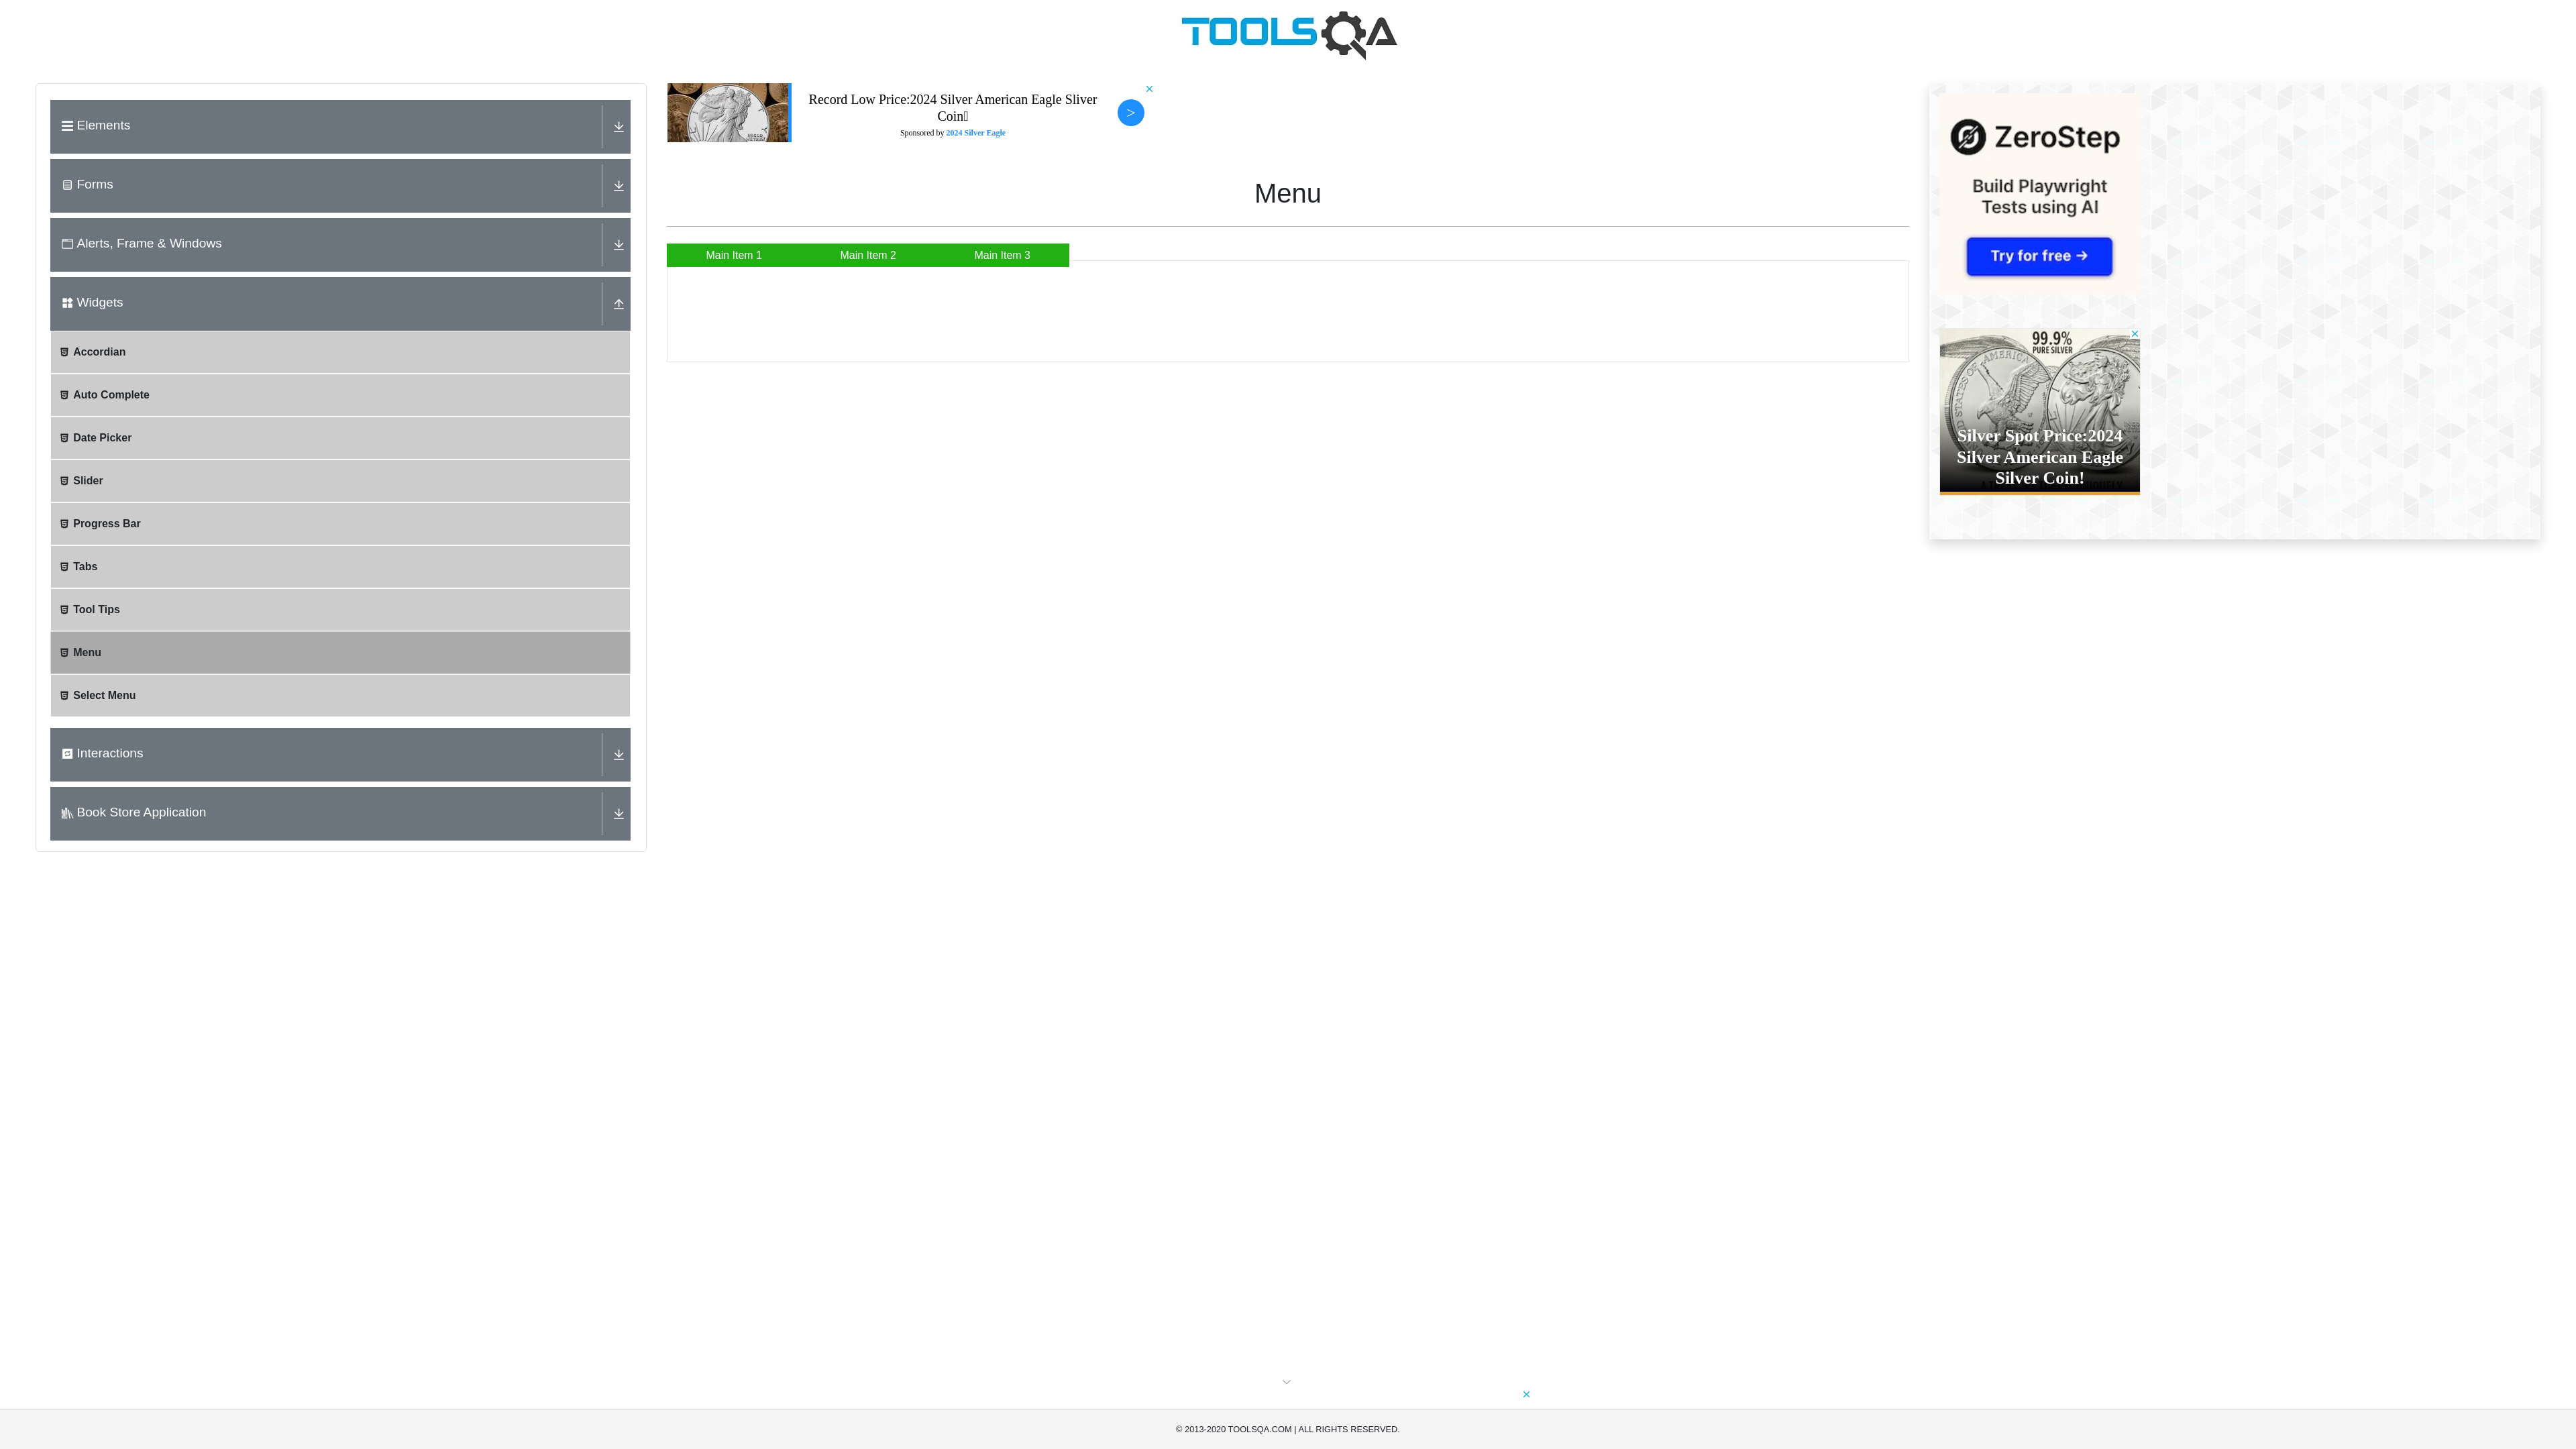 TOOLSQA
Elements
Forms
Alerts, Frame & Windows
Widgets
Accordian
Auto Complete
Date Picker
Slider
Progress Bar
Tabs
Tool Tips
Menu
Select Menu
Interactions
Book Store Application
Record Low Price:2024 Silver American Eagle Sliver
Coin
Sponsored by 2024 Silver Eagle
>
Menu
Main Item 1
Main Item 2
Main Item 3
ZeroStep
Build Playwright
Tests using AI
Try for free →
99.9%
PURE SILVER
Silver Spot Price:2024
Silver American Eagle
Silver Coin!
© 2013-2020 TOOLSQA.COM | ALL RIGHTS RESERVED.